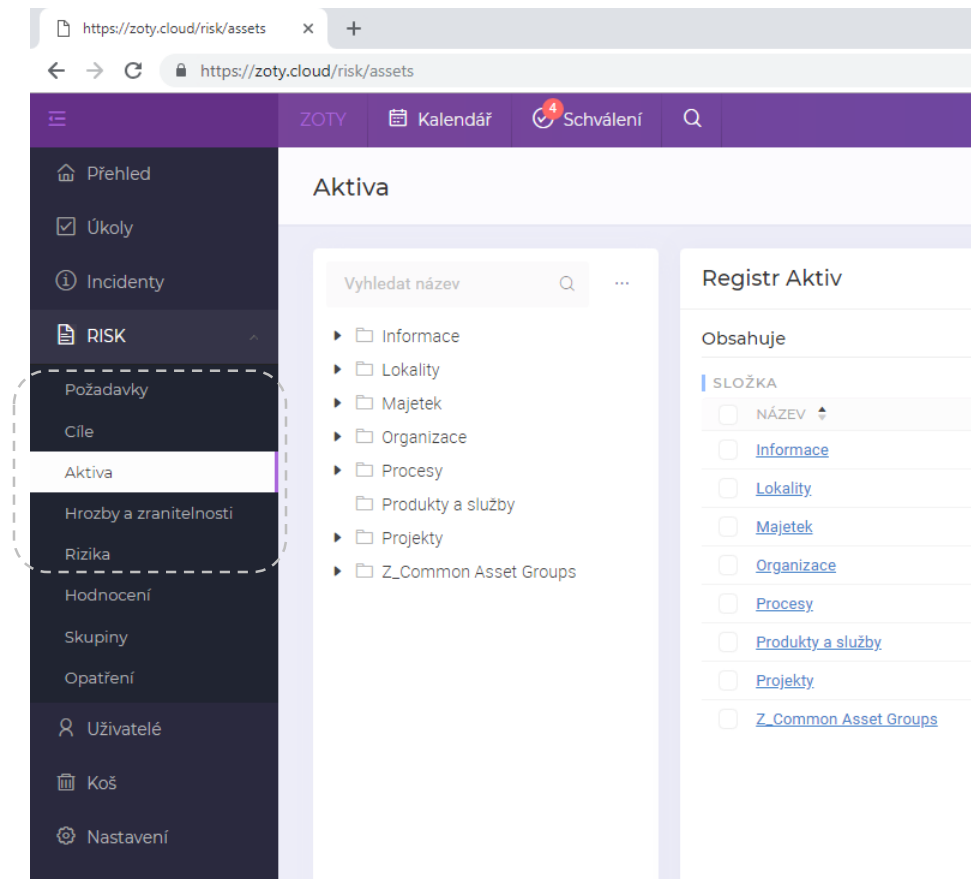 https://zoty.cloud/risk/assets
https://zoty.cloud/risk/assets
ZOTY Kalendář 4 Schválení
Přehled
Úkoly
Incidenty
RISK
Požadavky
Cíle
Aktiva
Hrozby a zranitelnosti
Rizika
Hodnocení
Skupiny
Opatření
Uživatelé
Koš
Nastavení
Aktiva
Vyhledat název ...
Informace
Lokality
Majetek
Organizace
Procesy
Produkty a služby
Projekty
Z_Common Asset Groups
Registr Aktiv
Obsahuje
SLOŽKA
NÁZEV
Informace
Lokality
Majetek
Organizace
Procesy
Produkty a služby
Projekty
Z_Common Asset Groups